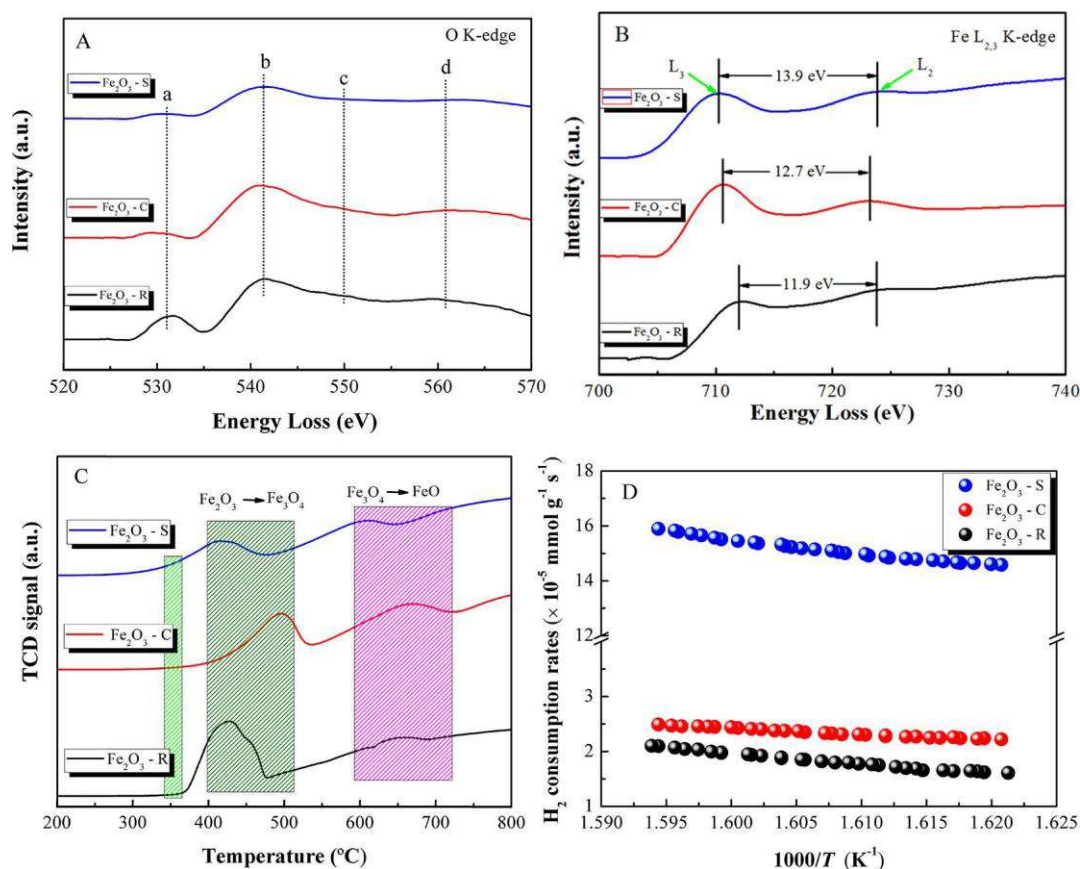 A
O K-edge
a
b
c
d
Fe₂O₃ - S
Fe₂O₃ - C
Fe₂O₃ - R
Intensity (a.u.)
520 530 540 550 560 570
Energy Loss (eV)
B
Fe L₂,₃ K-edge
L₃
13.9 eV
L₂
Fe₂O₃ - S
12.7 eV
Fe₂O₃ - C
11.9 eV
Fe₂O₃ - R
Intensity (a.u.)
700 710 720 730 740
Energy Loss (eV)
C
Fe₂O₃ → Fe₃O₄
Fe₃O₄ → FeO
Fe₂O₃ - S
Fe₂O₃ - C
Fe₂O₃ - R
TCD signal (a.u.)
200 300 400 500 600 700 800
Temperature (ºC)
D
Fe₂O₃ - S
Fe₂O₃ - C
Fe₂O₃ - R
H₂ consumption rates (× 10⁻⁵ mmol g⁻¹ s⁻¹)
18
16
14
12
3
2
1
1.590 1.595 1.600 1.605 1.610 1.615 1.620 1.625
1000/T (K⁻¹)